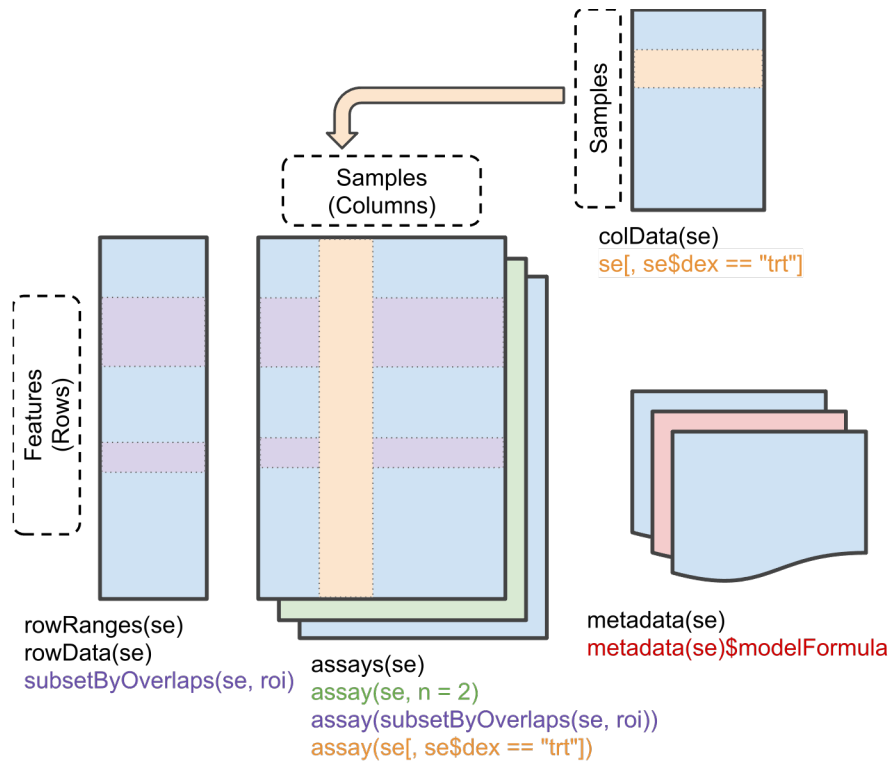 Samples
Samples
(Columns)
colData(se)
se[, se$dex == "trt"]
Features
(Rows)
rowRanges(se)
rowData(se)
subsetByOverlaps(se, roi)
assays(se)
assay(se, n = 2)
assay(subsetByOverlaps(se, roi))
assay(se[, se$dex == "trt"])
metadata(se)
metadata(se)$modelFormula